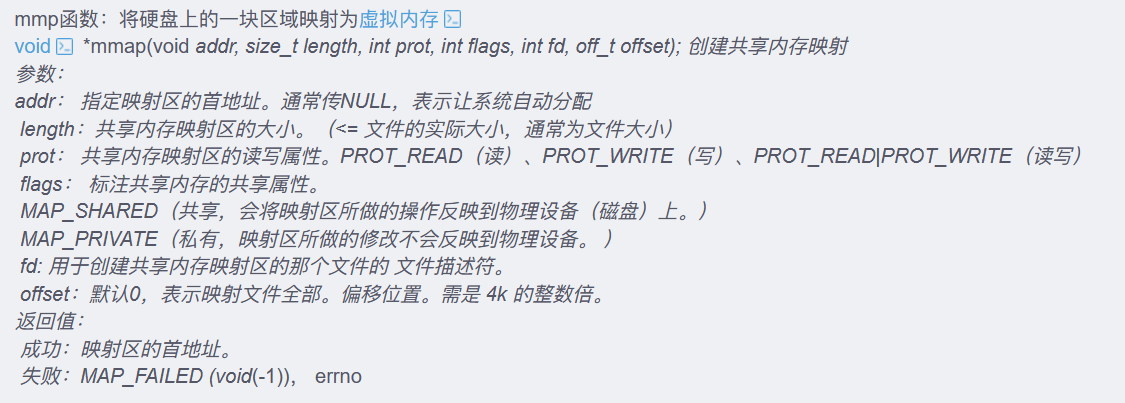 mmp函数：将硬盘上的一块区域映射为虚拟内存
void *mmap(void addr, size_t length, int prot, int flags, int fd, off_t offset); 创建共享内存映射
参数：
addr： 指定映射区的首地址。通常传NULL，表示让系统自动分配
length：共享内存映射区的大小。（<= 文件的实际大小，通常为文件大小）
prot： 共享内存映射区的读写属性。PROT_READ（读）、PROT_WRITE（写）、PROT_READ|PROT_WRITE（读写）
flags： 标注共享内存的共享属性。
MAP_SHARED（共享，会将映射区所做的操作反映到物理设备（磁盘）上。）
MAP_PRIVATE（私有，映射区所做的修改不会反映到物理设备。 ）
fd: 用于创建共享内存映射区的那个文件的 文件描述符。
offset：默认0，表示映射文件全部。偏移位置。需是 4k 的整数倍。
返回值：
成功：映射区的首地址。
失败：MAP_FAILED (void(-1))， errno